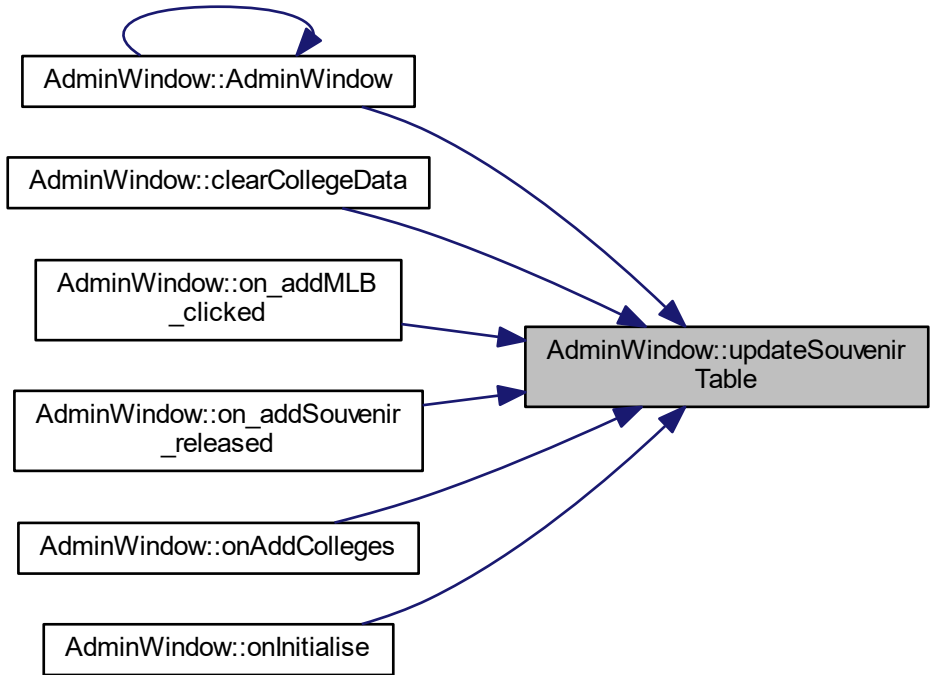 AdminWindow::AdminWindow
AdminWindow::clearCollegeData
AdminWindow::on_addMLB
_clicked
AdminWindow::updateSouvenir
Table
AdminWindow::on_addSouvenir
_released
AdminWindow::onAddColleges
AdminWindow::onInitialise